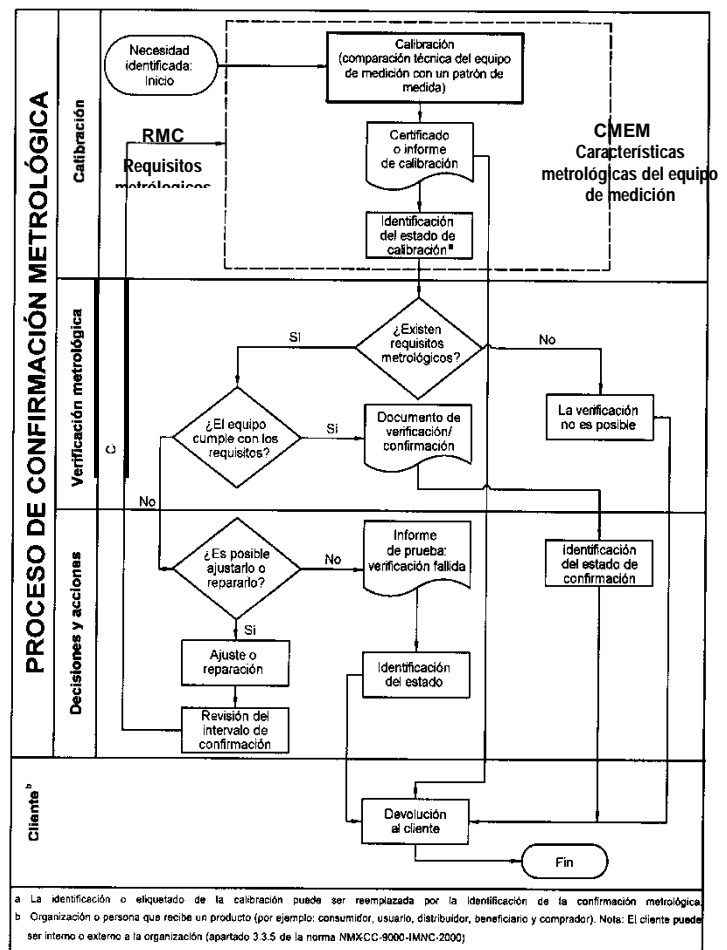 PROCESO DE CONFIRMACIÓN METROLÓGICA
Calibración
Necesidad
identificada:
Inicio
Calibración
(comparación técnica del equipo
de medición con un patrón de
medida)
RMC
Requisitos
metrólogicos
Certificado
o informe
de calibración
CMEM
Características
metrológicas del equipo
de medición
Identificación
del estado de
calibraciónª
Verificación metrológica
C
¿Existen
requisitos
metrológicos?
Sí
No
¿El equipo
cumple con los
requisitos?
Sí
Documento de
verificación/
confirmación
La verificación
no es posible
No
Decisiones y acciones
¿Es posible
ajustarlo o
repararlo?
No
Informe
de prueba:
verificación fallida
identificación
del estado de
confirmación
Sí
Ajuste o
reparación
Identificación
del estado
Revisión del
intervalo de
confirmación
Cliente b
Devolución
al cliente
Fin
a La identificación o etiquetado de la calibración puede ser reemplazada por la identificación de la confirmación metrológica.
b Organización o persona que recibe un producto (por ejemplo: consumidor, usuario, distribuidor, beneficiario y comprador). Nota: El cliente puede
ser interno o externo a la organización (apartado 3.3.5 de la norma NMX-CC-9000-IMNC-2000)